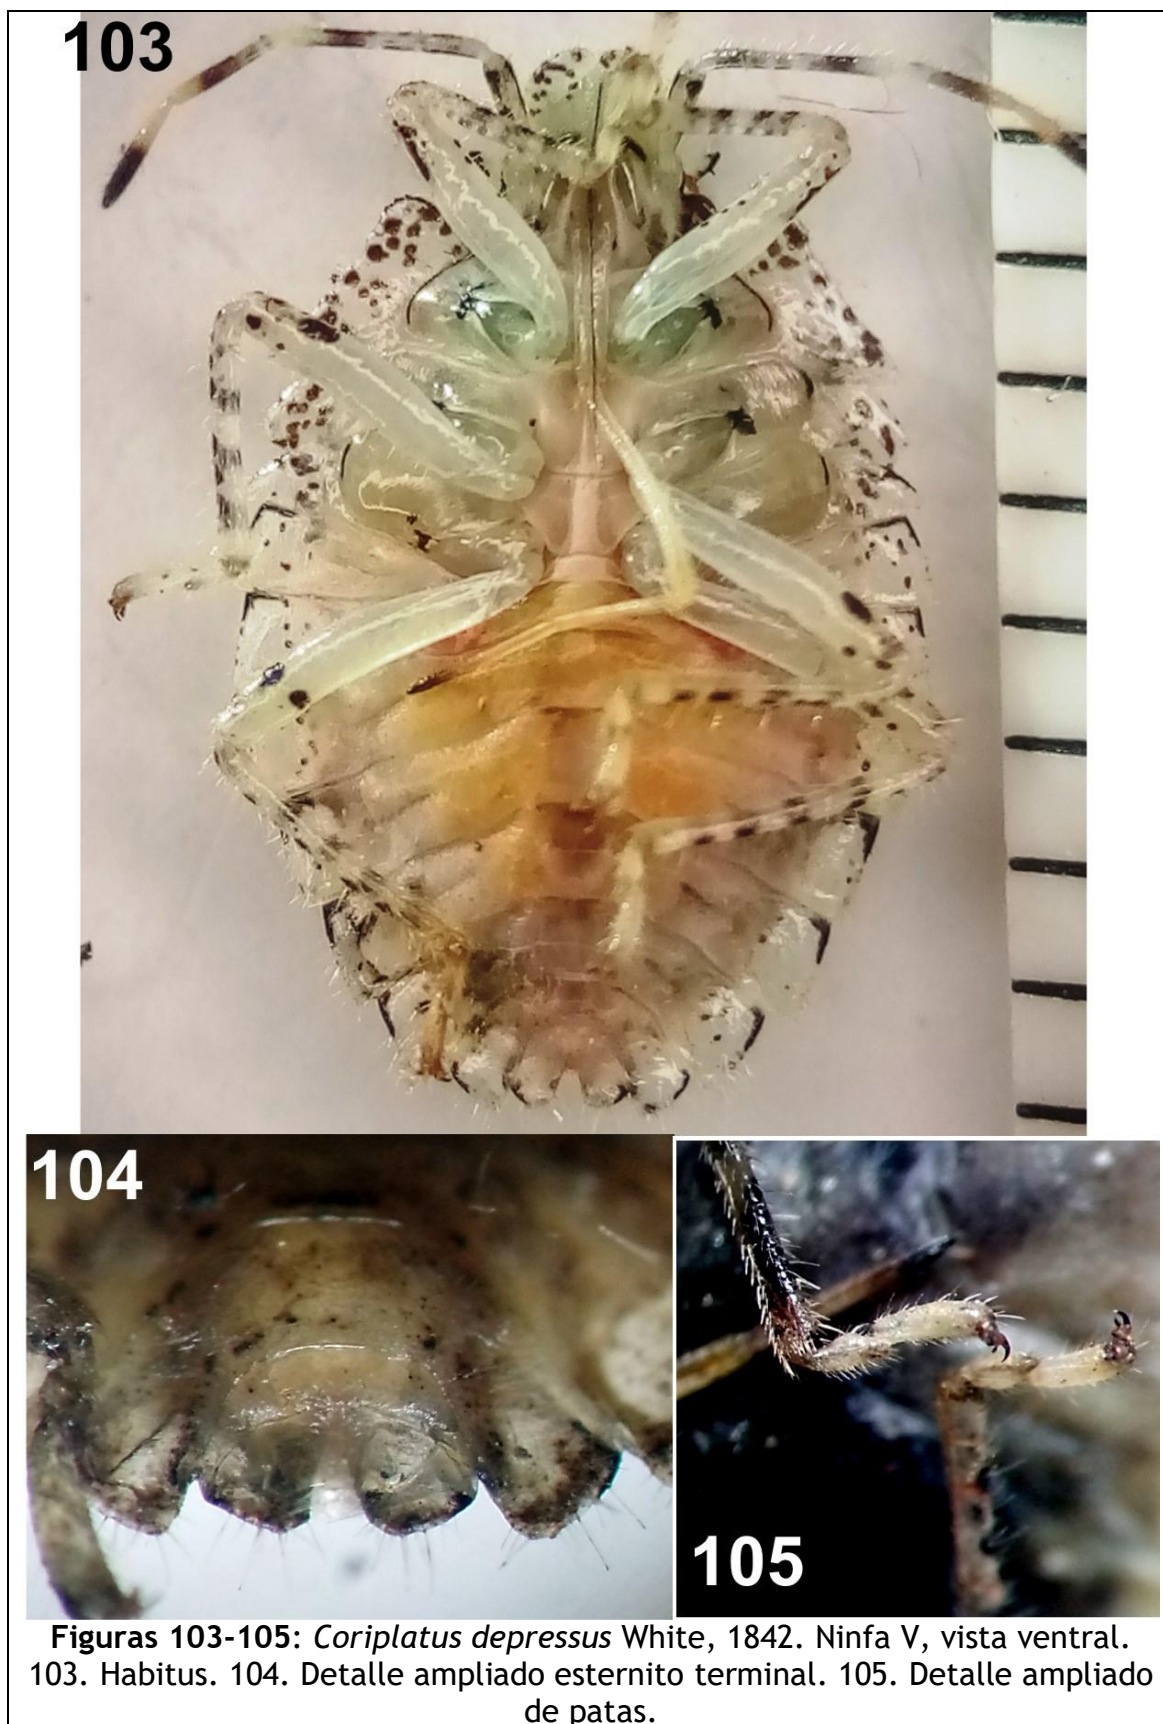 103
104
105
Figuras 103-105: Coriplatus depressus White, 1842. Ninfa V, vista ventral.
103. Habitus. 104. Detalle ampliado esternito terminal. 105. Detalle ampliado
de patas.